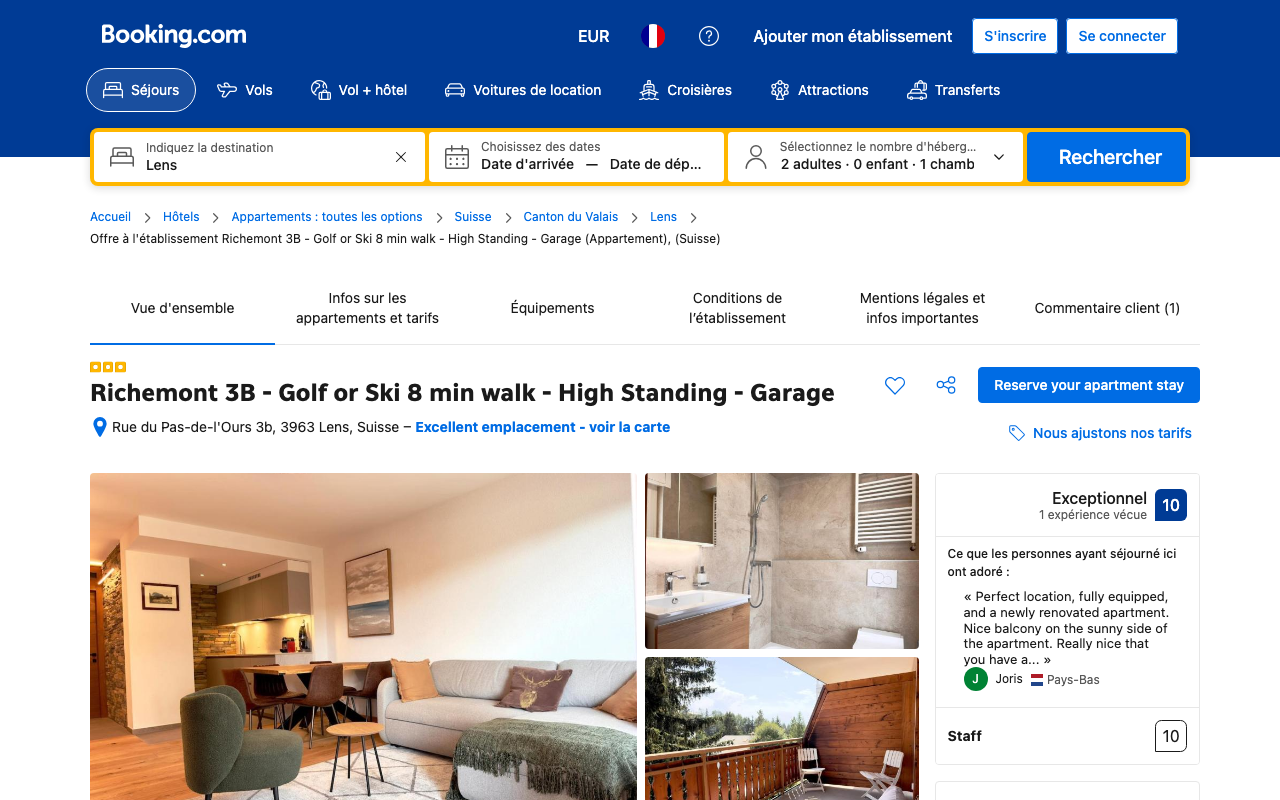 Booking.com
EUR
Ajouter mon établissement
S'inscrire
Se connecter
Séjours
Vols
Vol + hôtel
Voitures de location
Croisières
Attractions
Transferts
Indiquez la destination
Lens
Choisissez des dates
Date d'arrivée — Date de dép...
Sélectionnez le nombre d'héberg...
2 adultes · 0 enfant · 1 chamb
Rechercher
Accueil
Hôtels
Appartements : toutes les options
Suisse
Canton du Valais
Lens
Offre à l'établissement Richemont 3B - Golf or Ski 8 min walk - High Standing - Garage (Appartement), (Suisse)
Vue d'ensemble
Infos sur les
appartements et tarifs
Équipements
Conditions de
l'établissement
Mentions légales et
infos importantes
Commentaire client (1)
Richemont 3B - Golf or Ski 8 min walk - High Standing - Garage
Reserve your apartment stay
Rue du Pas-de-l'Ours 3b, 3963 Lens, Suisse – Excellent emplacement - voir la carte
Nous ajustons nos tarifs
Exceptionnel
1 expérience vécue
10
Ce que les personnes ayant séjourné ici
ont adoré :
« Perfect location, fully equipped,
and a newly renovated apartment.
Nice balcony on the sunny side of
the apartment. Really nice that
you have a... »
J
Joris
Pays-Bas
Staff
10